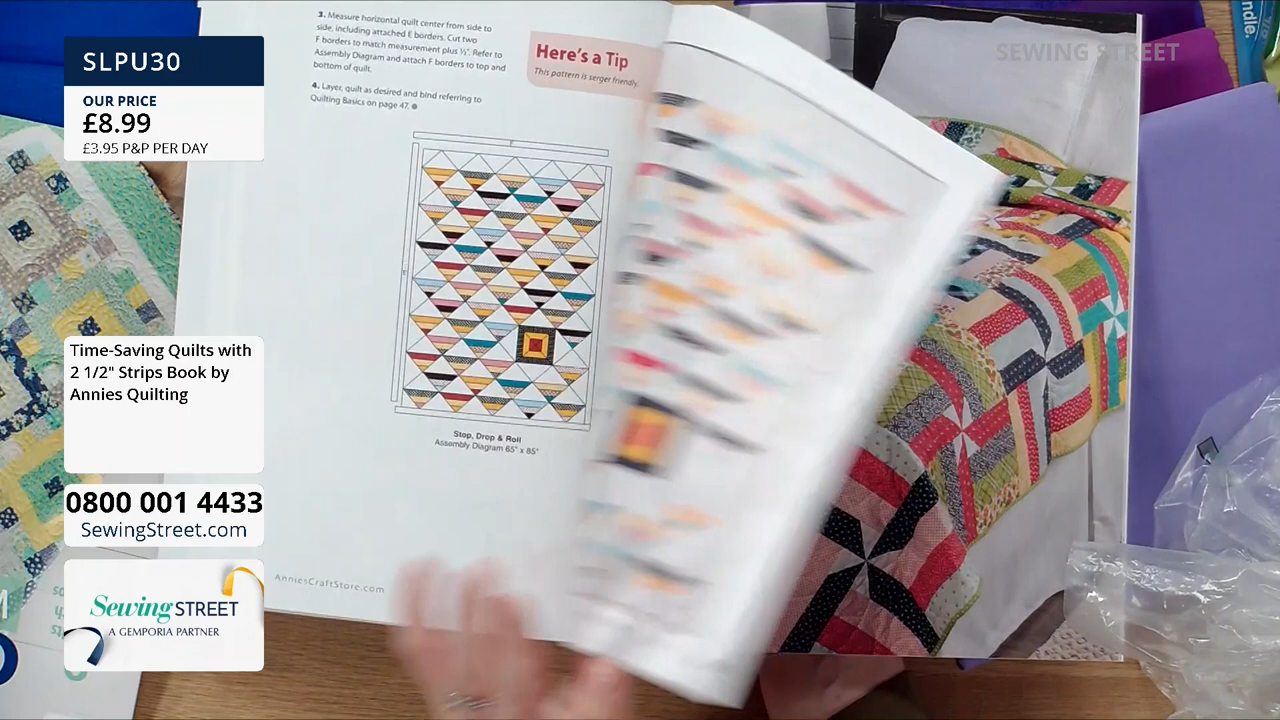 SLPU30
OUR PRICE
£8.99
£3.95 P&P PER DAY
Time-Saving Quilts with
2 1/2" Strips Book by
Annies Quilting
0800 001 4433
SewingStreet.com
Sewing STREET
A GEMPORIA PARTNER
3. Measure horizontal quilt center from side to
side, including attached E borders. Cut two
F borders to match measurement plus ½". Refer to
Assembly Diagram and attach F borders to top and
bottom of quilt.
4. Layer, quilt as desired and bind referring to
Quilting Basics on page 47.
Here's a Tip
This pattern is serger friendly.
Stop, Drop & Roll
Assembly Diagram 65" x 85"
AnniesCraftStore.com
SEWING STREET